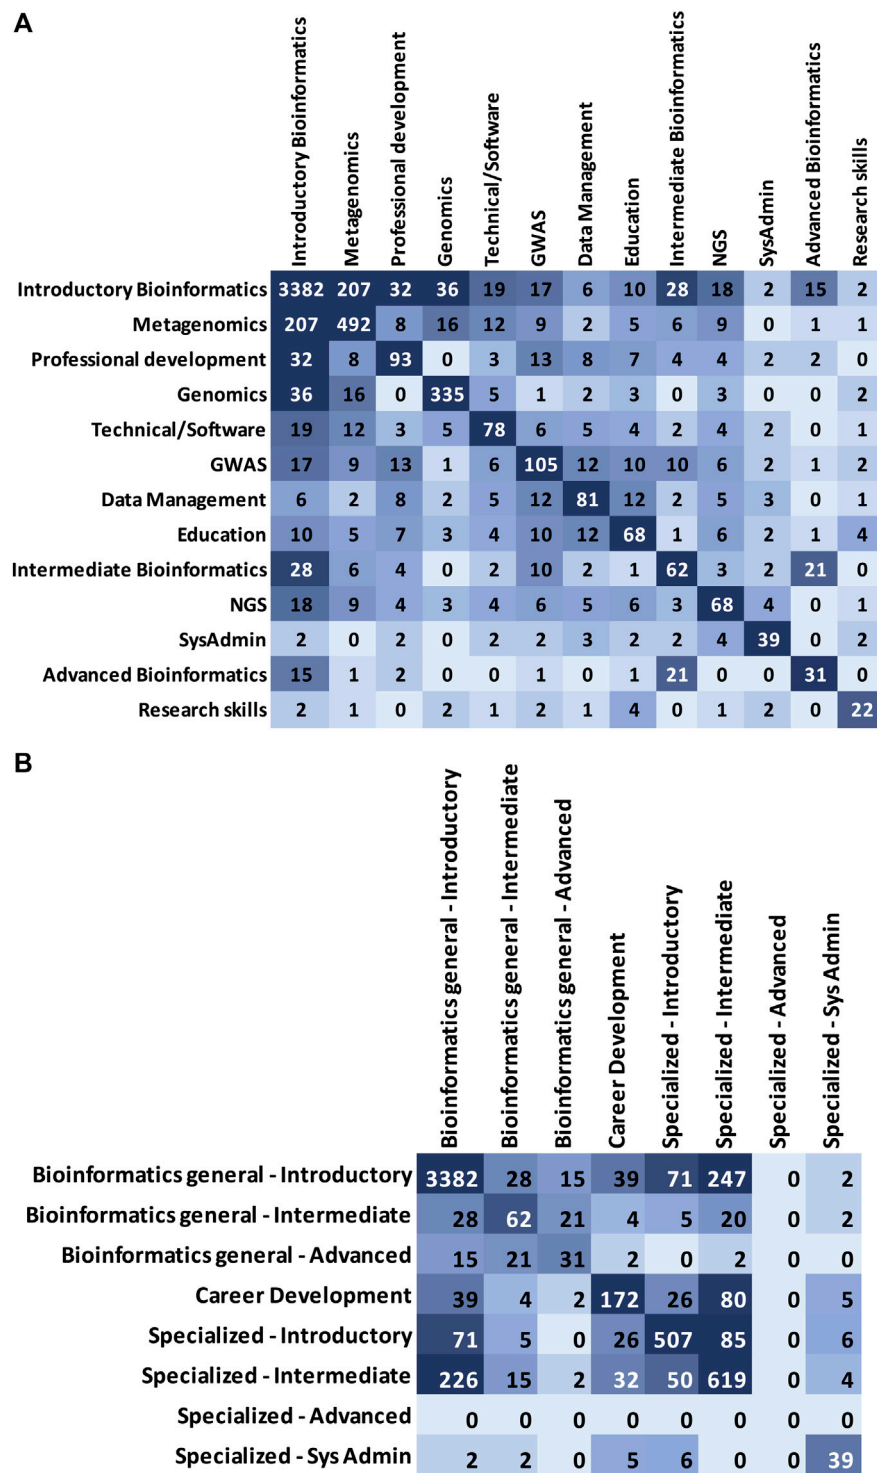 A
Introductory Bioinformatics
Metagenomics
Professional development
Genomics
Technical/Software
GWAS
Data Management
Education
Intermediate Bioinformatics
NGS
SysAdmin
Advanced Bioinformatics
Research skills
Introductory Bioinformatics 3382 207 32 36 19 17 6 10 28 18 2 15 2
Metagenomics 207 492 8 16 12 9 2 5 6 9 0 1 1
Professional development 32 8 93 0 3 13 8 7 4 4 2 2 0
Genomics 36 16 0 335 5 1 2 3 0 3 0 0 2
Technical/Software 19 12 3 5 78 6 5 4 2 4 2 0 1
GWAS 17 9 13 1 6 105 12 10 10 6 2 1 2
Data Management 6 2 8 2 5 12 81 12 2 5 3 0 1
Education 10 5 7 3 4 10 12 68 1 6 2 1 4
Intermediate Bioinformatics 28 6 4 0 2 10 2 1 62 3 2 21 0
NGS 18 9 4 3 4 6 5 6 3 68 4 0 1
SysAdmin 2 0 2 0 2 2 3 2 2 4 39 0 2
Advanced Bioinformatics 15 1 2 0 0 1 0 1 21 0 0 31 0
Research skills 2 1 0 2 1 2 1 4 0 1 2 0 22
B
Bioinformatics general - Introductory
Bioinformatics general - Intermediate
Bioinformatics general - Advanced
Career Development
Specialized - Introductory
Specialized - Intermediate
Specialized - Advanced
Specialized - Sys Admin
Bioinformatics general - Introductory 3382 28 15 39 71 247 0 2
Bioinformatics general - Intermediate 28 62 21 4 5 20 0 2
Bioinformatics general - Advanced 15 21 31 2 0 2 0 0
Career Development 39 4 2 172 26 80 0 5
Specialized - Introductory 71 5 0 26 507 85 0 6
Specialized - Intermediate 226 15 2 32 50 619 0 4
Specialized - Advanced 0 0 0 0 0 0 0 0
Specialized - Sys Admin 2 2 0 5 6 0 0 39